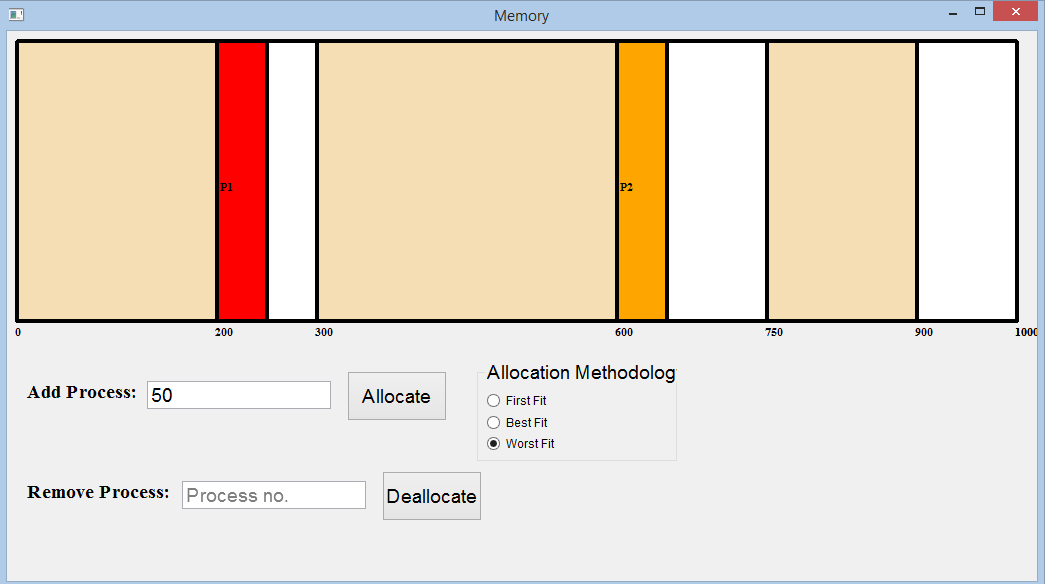 Memory
P1
P2
0 200 300 600 750 900 1000
Add Process: 50 Allocate
Allocation Methodolog
First Fit
Best Fit
Worst Fit
Remove Process: Process no. Deallocate